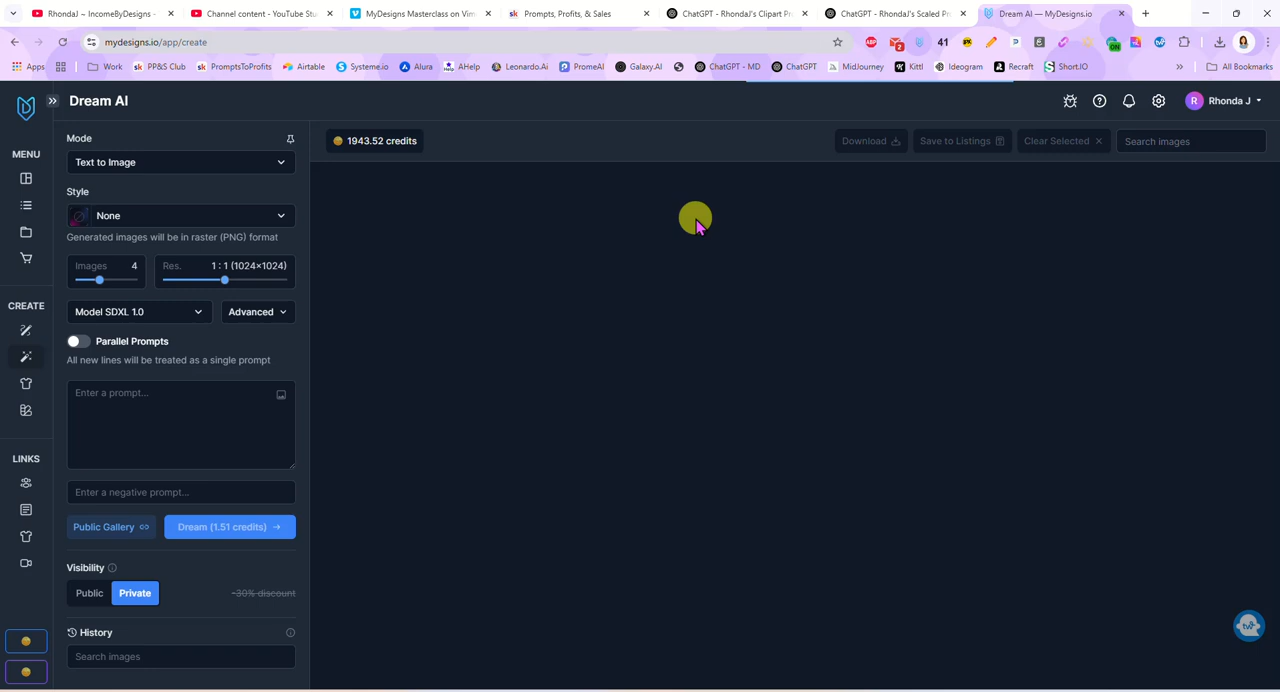 RhondaJ ~ IncomeByDesigns -
Channel content - YouTube Stu
MyDesigns Masterclass on Vim
Prompts, Profits, & Sales
ChatGPT - RhondaJ's Clipart Pr
ChatGPT - RhondaJ's Scaled Pr
Dream AI — MyDesigns.io
mydesigns.io/app/create
2
41
ON
Apps
Work
PP&S Club
PromptsToProfits
Airtable
Systeme.io
Alura
AHelp
Leonardo.Ai
PromeAI
Galaxy.AI
ChatGPT - MD
ChatGPT
MidJourney
Kittl
Ideogram
Recraft
Short.IO
All Bookmarks
Dream AI
R
Rhonda J
MENU
CREATE
LINKS
Mode
Text to Image
Style
None
Generated images will be in raster (PNG) format
Images 4
Res. 1 : 1 (1024×1024)
Model SDXL 1.0
Advanced
Parallel Prompts
All new lines will be treated as a single prompt
Enter a prompt...
Enter a negative prompt...
Public Gallery
Dream (1.51 credits)
Visibility
Public
Private
~30% discount
History
Search images
1943.52 credits
Download
Save to Listings
Clear Selected
Search images